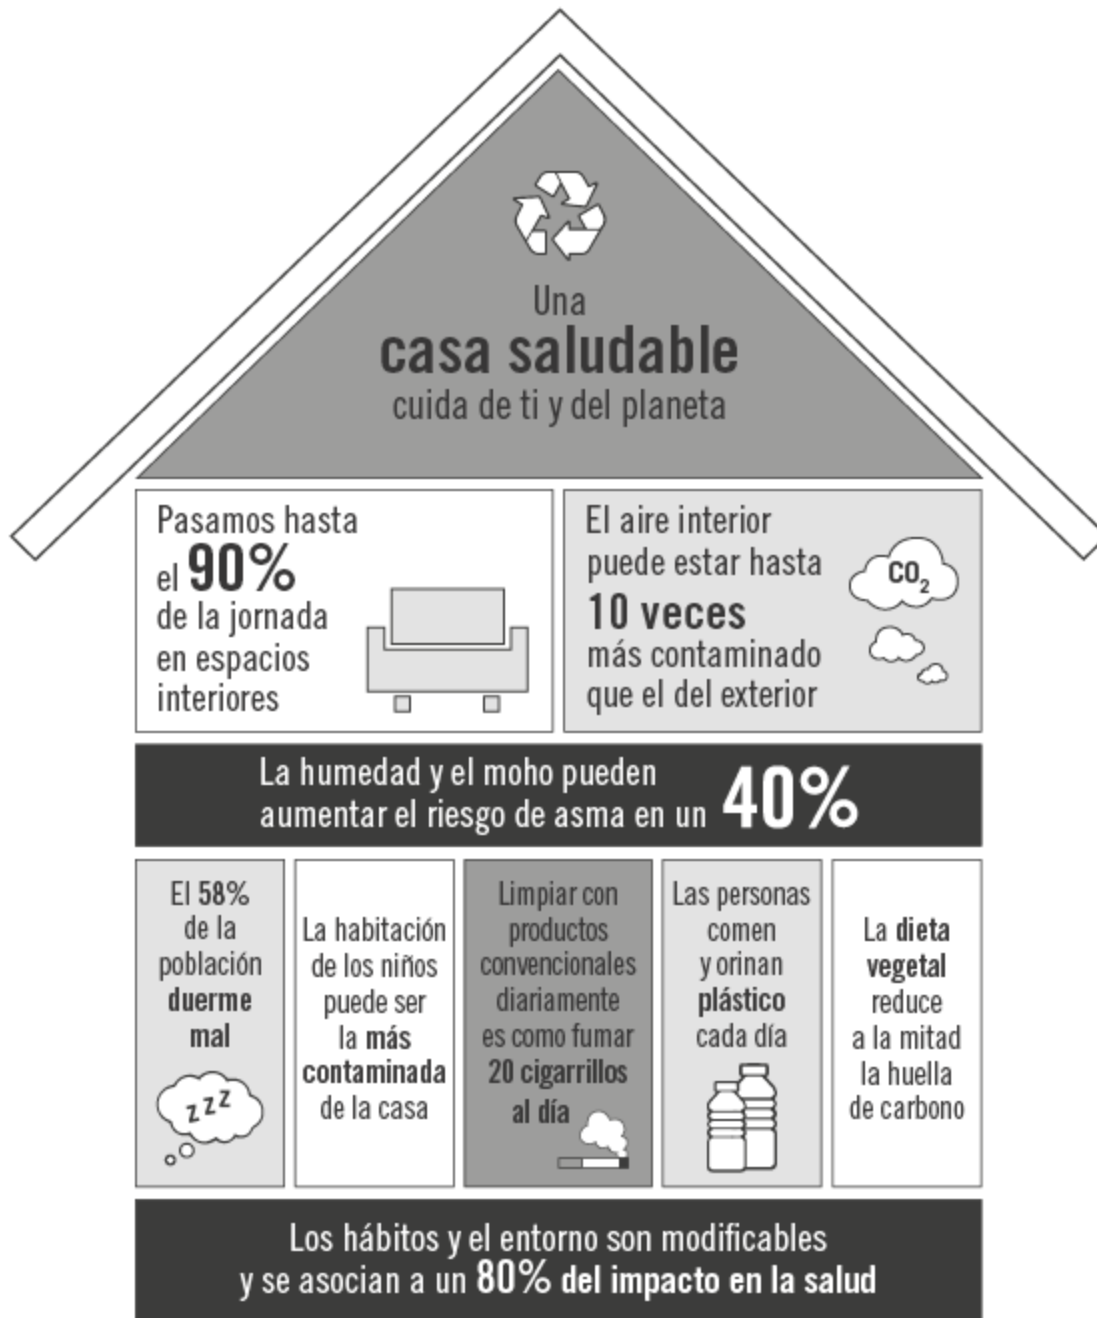 Una
casa saludable
cuida de ti y del planeta
Pasamos hasta
el 90%
de la jornada
en espacios
interiores
El aire interior
puede estar hasta
10 veces
más contaminado
que el del exterior
CO₂
La humedad y el moho pueden
aumentar el riesgo de asma en un 40%
El 58%
de la
población
duerme
mal
z z z
La habitación
de los niños
puede ser
la más
contaminada
de la casa
Limpiar con
productos
convencionales
diariamente
es como fumar
20 cigarrillos
al día
Las personas
comen
y orinan
plástico
cada día
La dieta
vegetal
reduce
a la mitad
la huella
de carbono
Los hábitos y el entorno son modificables
y se asocian a un 80% del impacto en la salud